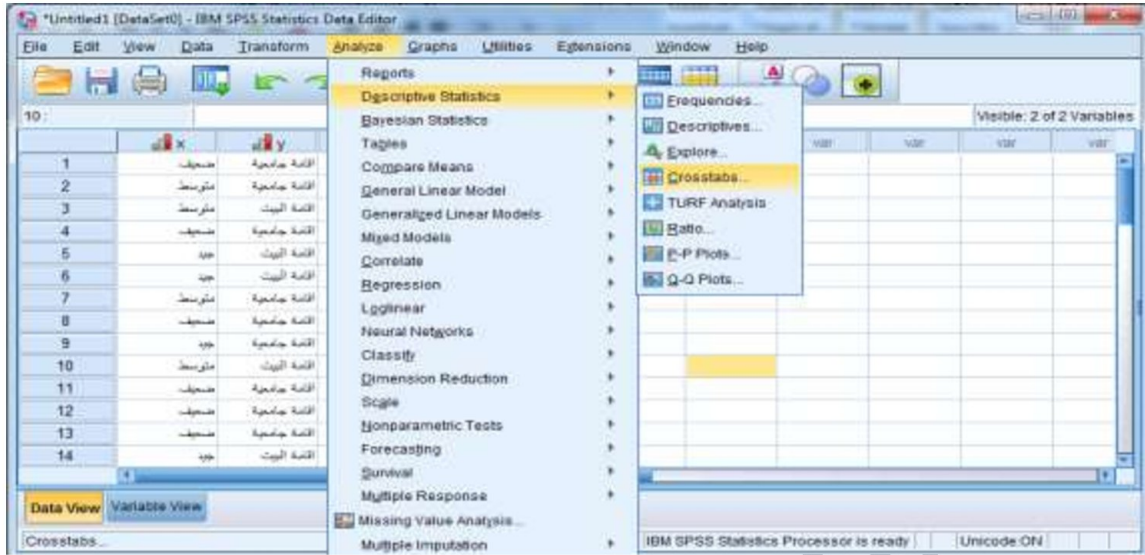 *Untitled1 [DataSet0] - IBM SPSS Statistics Data Editor
File Edit View Data Transform Analyze Graphs Utilities Extensions Window Help
10 :
Visible: 2 of 2 Variables
x y var var var var
1 ضعيف اقامة جامعية
2 متوسط اقامة جامعية
3 متوسط اقامة البيت
4 ضعيف اقامة جامعية
5 جيد اقامة البيت
6 جيد اقامة البيت
7 متوسط اقامة جامعية
8 ضعيف اقامة جامعية
9 جيد اقامة جامعية
10 متوسط اقامة البيت
11 ضعيف اقامة جامعية
12 ضعيف اقامة جامعية
13 ضعيف اقامة جامعية
14 جيد اقامة البيت
Reports
Descriptive Statistics
Bayesian Statistics
Tables
Compare Means
General Linear Model
Generalized Linear Models
Mixed Models
Correlate
Regression
Loglinear
Neural Networks
Classify
Dimension Reduction
Scale
Nonparametric Tests
Forecasting
Survival
Multiple Response
Missing Value Analysis...
Multiple Imputation
Frequencies...
Descriptives...
Explore...
Crosstabs...
TURF Analysis
Ratio...
P-P Plots...
Q-Q Plots...
Data View Variable View
Crosstabs...
IBM SPSS Statistics Processor is ready
Unicode:ON